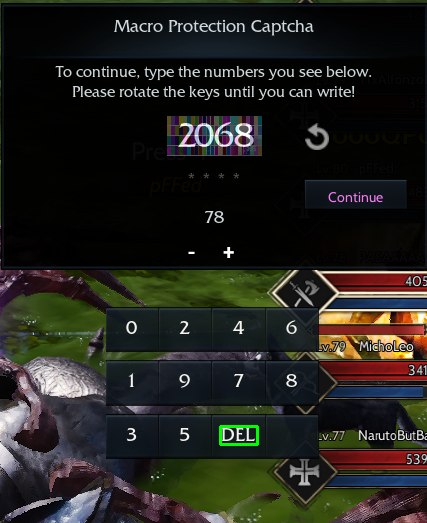 Macro Protection Captcha
To continue, type the numbers you see below.
Please rotate the keys until you can write!
2068
* * * *
Continue
78
- +
405
0 2 4 6
Lv.79 MichoLeo
341
1 9 7 8
3 5 DEL
Lv.77 NarutoButBa
539